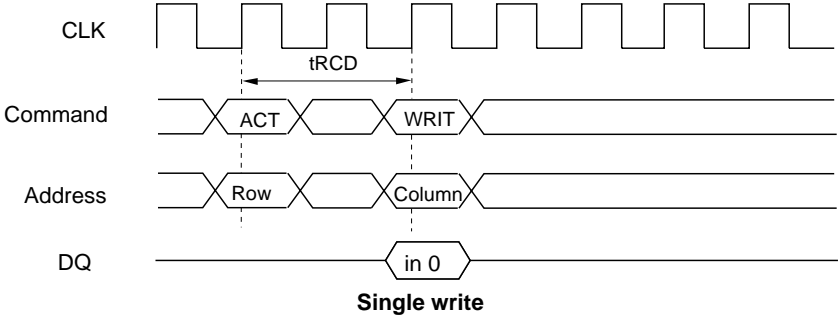 CLK
tRCD
Command ACT WRIT
Address Row Column
DQ in 0
Single write